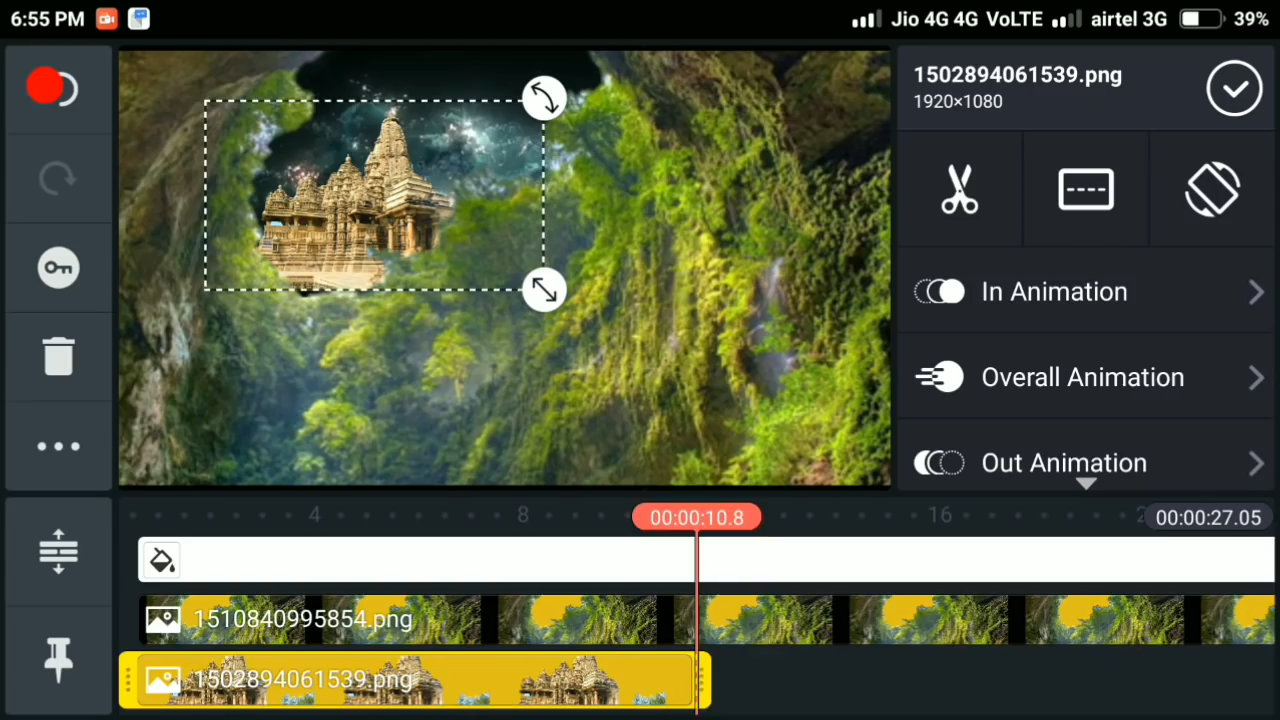 6:55 PM
Jio 4G 4G VoLTE airtel 3G 39%
1502894061539.png
1920×1080
In Animation
Overall Animation
Out Animation
4 8 00:00:10.8 16 2 00:00:27.05
1510840995854.png
1502894061539.png